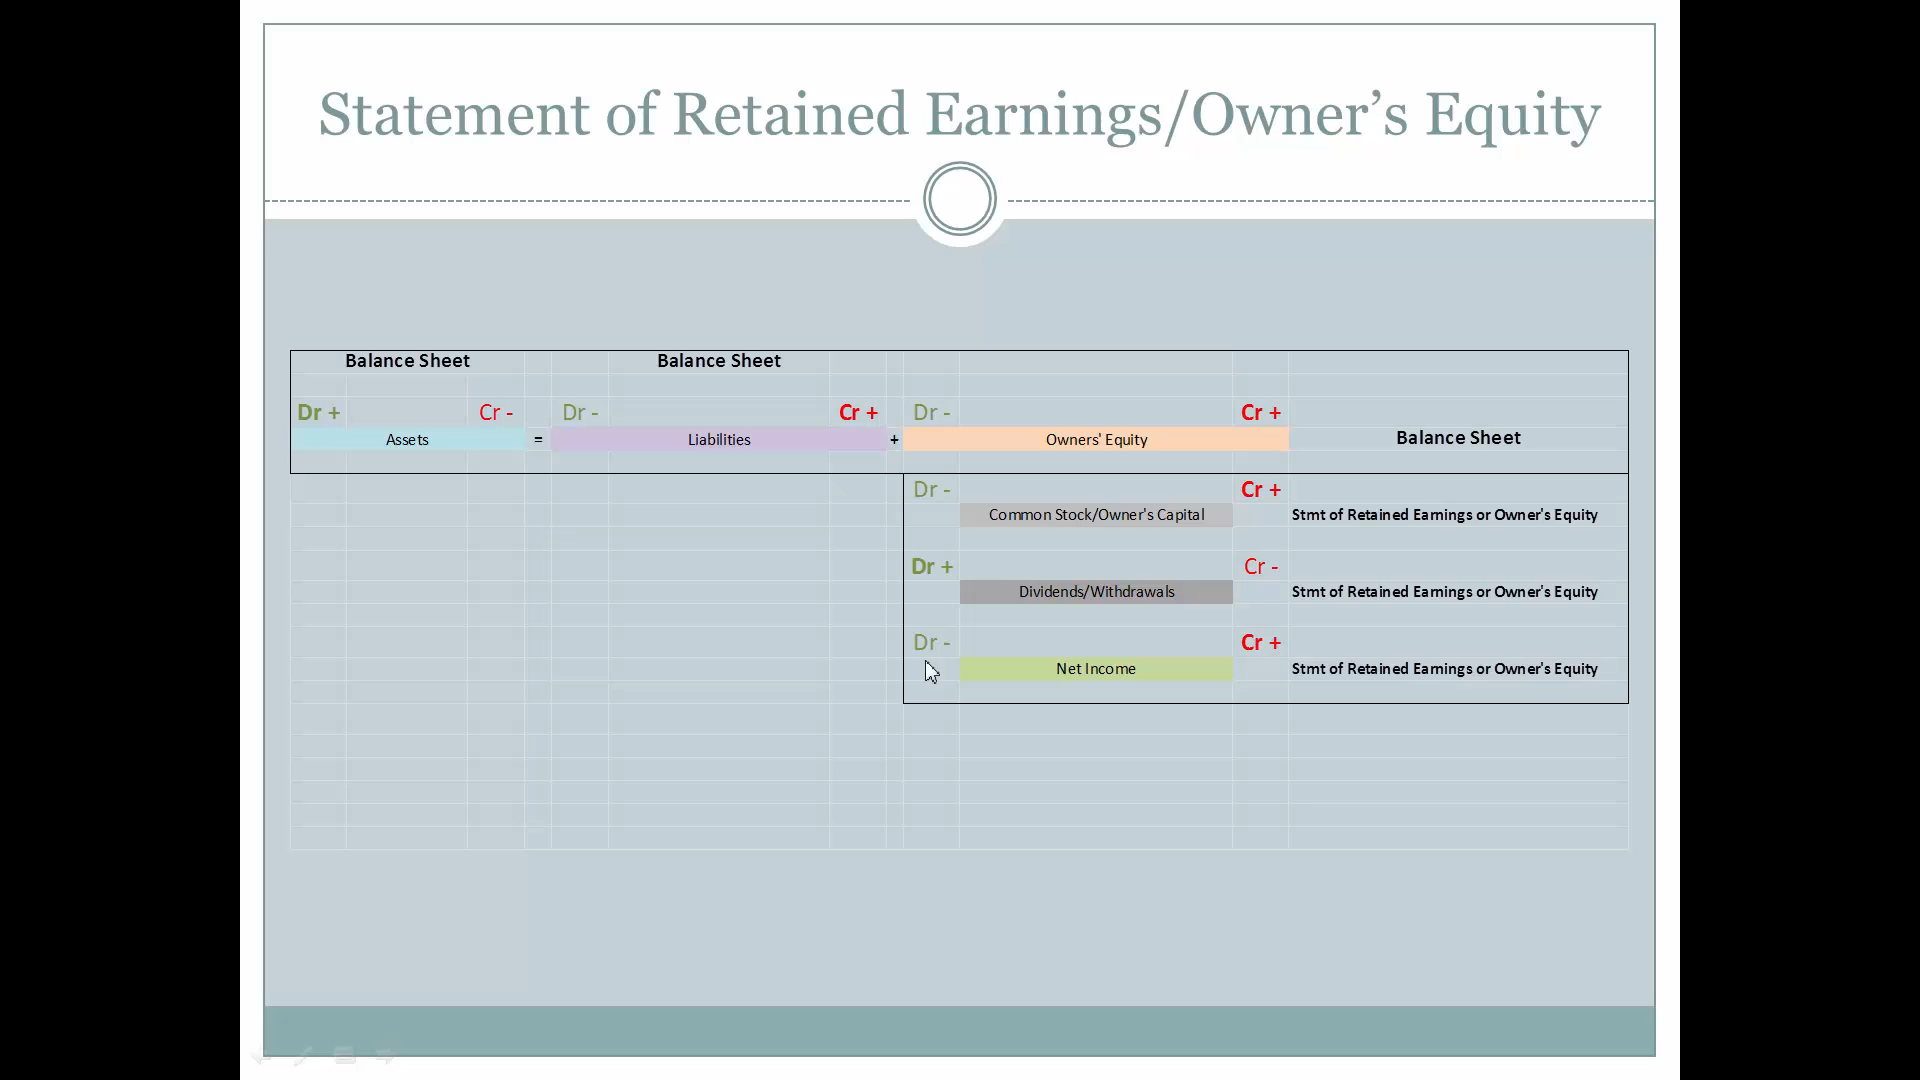 Statement of Retained Earnings/Owner’s Equity
Balance Sheet Balance Sheet
Dr + Cr - Dr - Cr + Dr - Cr +
Assets = Liabilities + Owners' Equity Balance Sheet
Dr - Cr +
Common Stock/Owner's Capital Stmt of Retained Earnings or Owner's Equity
Dr + Cr -
Dividends/Withdrawals Stmt of Retained Earnings or Owner's Equity
Dr - Cr +
Net Income Stmt of Retained Earnings or Owner's Equity